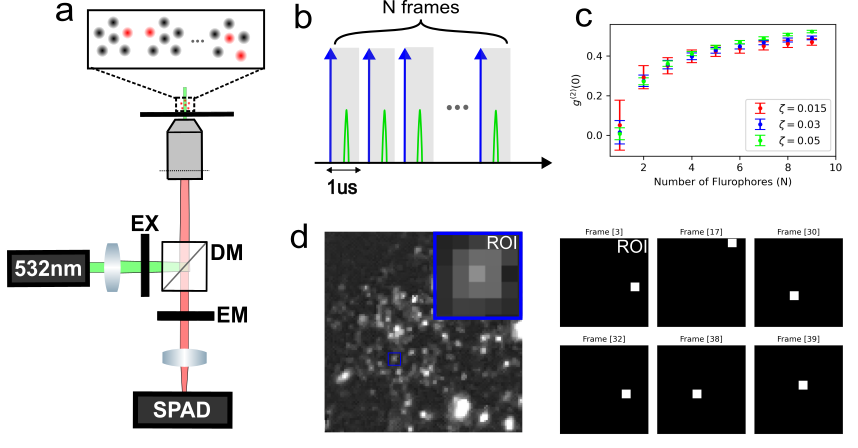 a
...
EX
DM
532nm
EM
SPAD
b
N frames
...
1us
c
g(2)(0)
0.4
0.2
0.0
ζ = 0.015
ζ = 0.03
ζ = 0.05
2
4
6
8
10
Number of Flurophores (N)
d
ROI
Frame [3]
ROI
Frame [17]
Frame [30]
Frame [32]
Frame [38]
Frame [39]